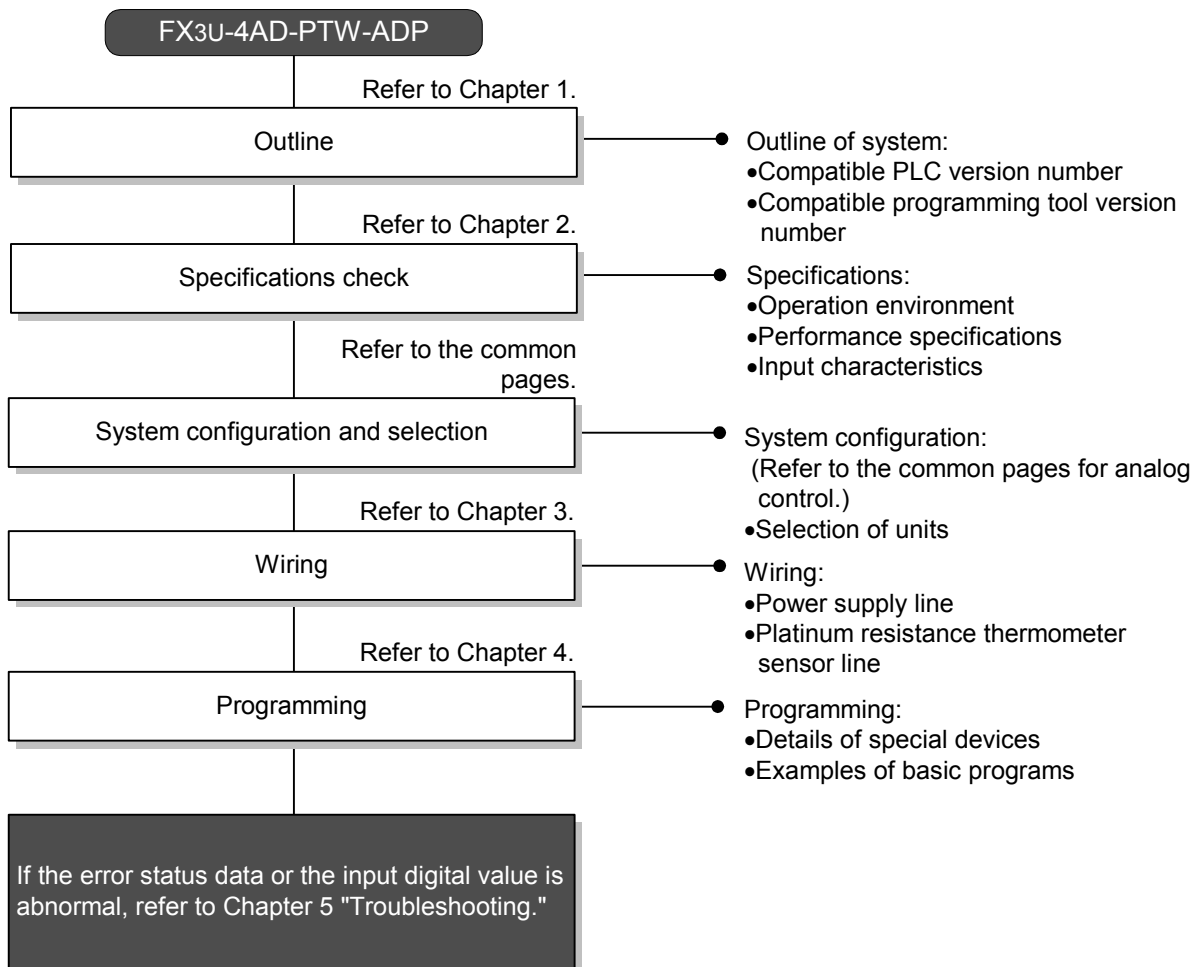 FX3U-4AD-PTW-ADP
Refer to Chapter 1.
Outline
Outline of system:
•Compatible PLC version number
•Compatible programming tool version
number
Refer to Chapter 2.
Specifications check
Specifications:
•Operation environment
•Performance specifications
•Input characteristics
Refer to the common
pages.
System configuration and selection
System configuration:
(Refer to the common pages for analog
control.)
•Selection of units
Refer to Chapter 3.
Wiring
Wiring:
•Power supply line
•Platinum resistance thermometer
sensor line
Refer to Chapter 4.
Programming
Programming:
•Details of special devices
•Examples of basic programs
If the error status data or the input digital value is
abnormal, refer to Chapter 5 "Troubleshooting."